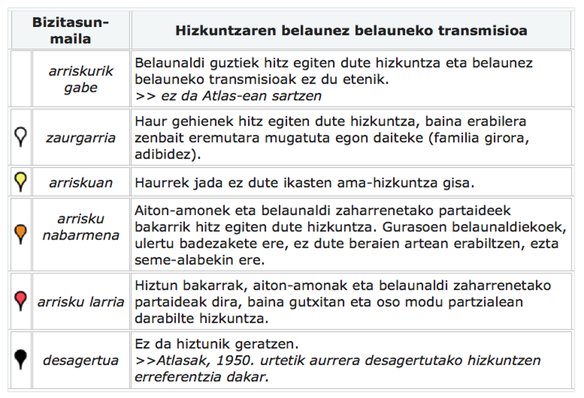 Bizitasun-
maila
Hizkuntzaren belaunez belauneko transmisioa
arriskurik
gabe
Belaunaldi guztiek hitz egiten dute hizkuntza eta belaunez
belauneko transmisioak ez du etenik.
>> ez da Atlas-ean sartzen
zaurgarria
Haur gehienek hitz egiten dute hizkuntza, baina erabilera
zenbait eremutara mugatuta egon daiteke (familia girora,
adibidez).
arriskuan
Haurrek jada ez dute ikasten ama-hizkuntza gisa.
arrisku
nabarmena
Aiton-amonek eta belaunaldi zaharrenetako partaideek
bakarrik hitz egiten dute hizkuntza. Gurasoen belaunaldiekoek,
ulertu badezakete ere, ez dute beraien artean erabiltzen, ezta
seme-alabekin ere.
arrisku larria
Hiztun bakarrak, aiton-amonak eta belaunaldi zaharrenetako
partaideak dira, baina gutxitan eta oso modu partzialean
darabilte hizkuntza.
desagertua
Ez da hiztunik geratzen.
>>Atlasak, 1950. urtetik aurrera desagertutako hizkuntzen
erreferentzia dakar.